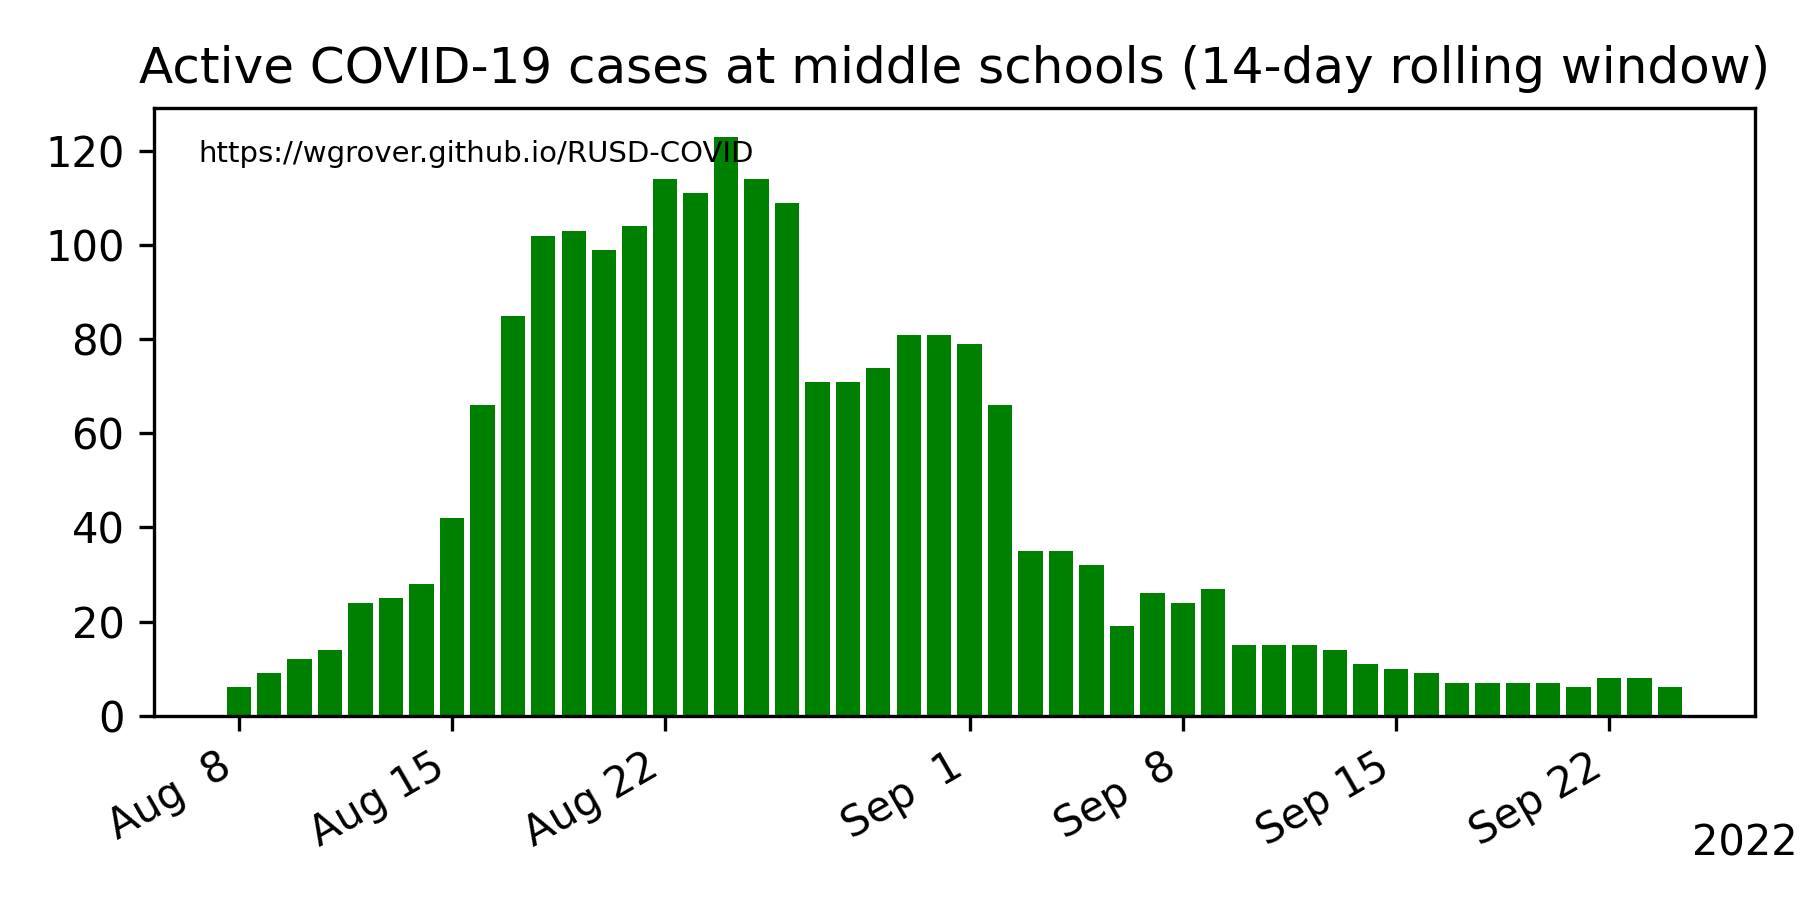 Active COVID-19 cases at middle schools (14-day rolling window)
https://wgrover.github.io/RUSD-COVID
120
100
80
60
40
20
0
Aug 8
Aug 15
Aug 22
Sep 1
Sep 8
Sep 15
Sep 22
2022